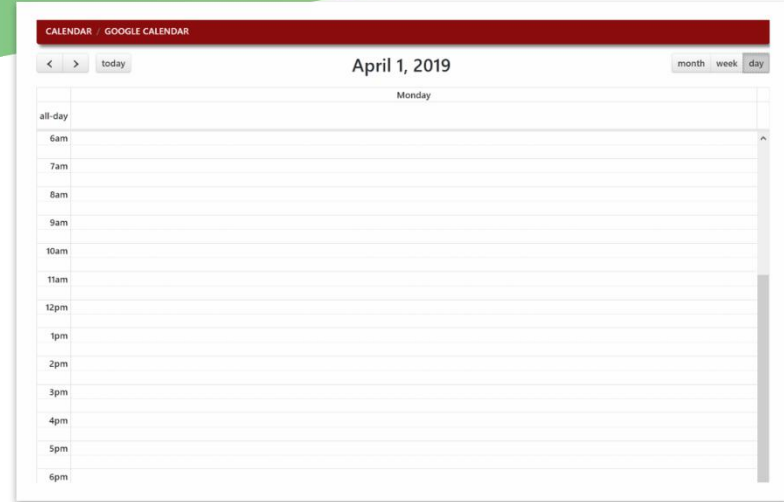 CALENDAR / GOOGLE CALENDAR
< > today April 1, 2019 month week day
Monday
all-day
6am
7am
8am
9am
10am
11am
12pm
1pm
2pm
3pm
4pm
5pm
6pm